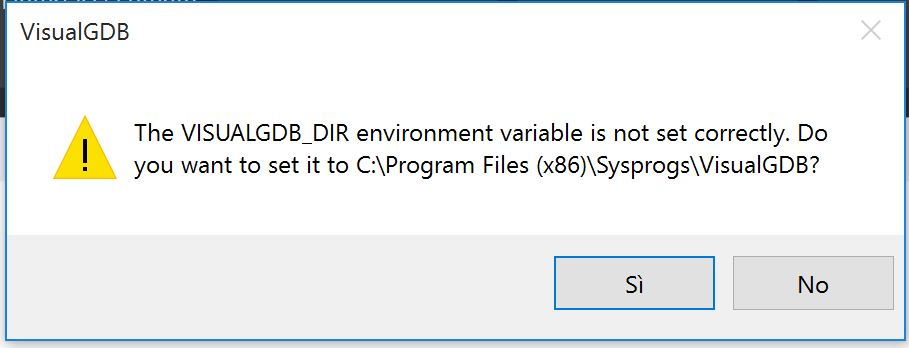 VisualGDB
The VISUALGDB_DIR environment variable is not set correctly. Do
you want to set it to C:\Program Files (x86)\Sysprogs\VisualGDB?
Sì
No